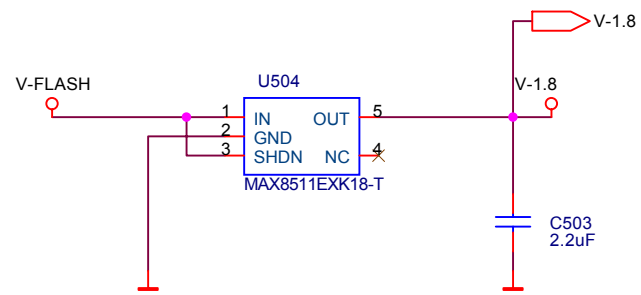 V-1.8
V-FLASH
U504
V-1.8
1 IN OUT 5
2 GND
3 SHDN NC 4
MAX8511EXK18-T
C503
2.2uF